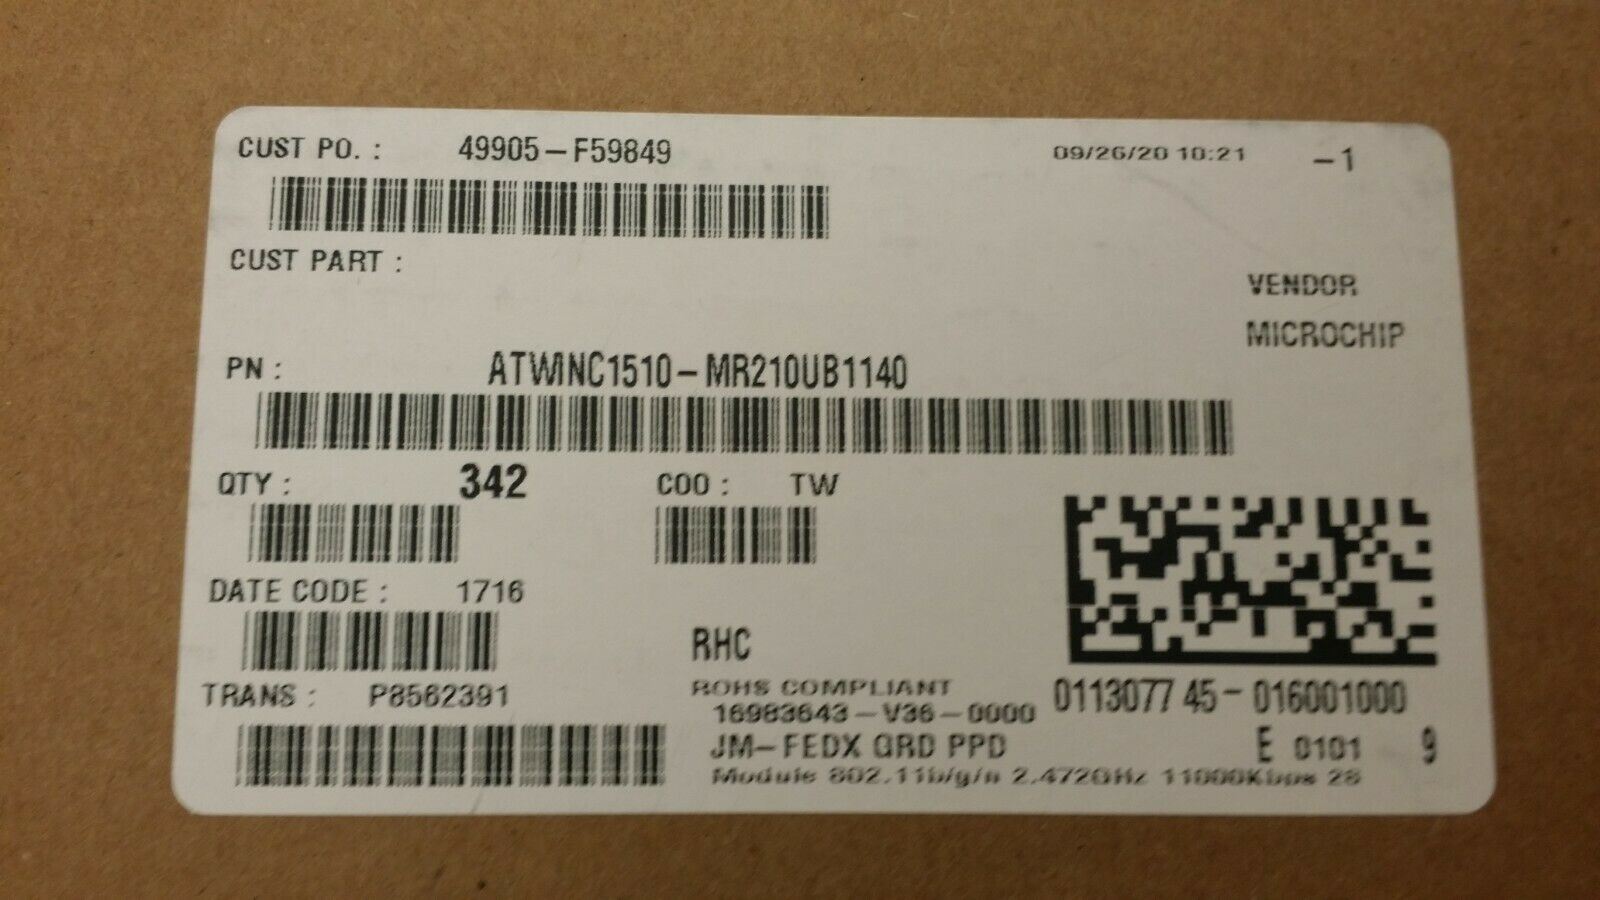 CUST PO. : 49905-F59849 09/26/20 10:21 -1
CUST PART :
VENDOR
MICROCHIP
PN : ATWINC1510-MR210UB1140
QTY : 342 COO : TW
DATE CODE : 1716
RHC
TRANS : P8562391 ROHS COMPLIANT
16983643-V36-0000 0113077 45-016001000
JM-FEDX GRD PPD E 0101 9
Module 802.11b/g/n 2.472GHz 11000Kbps 28